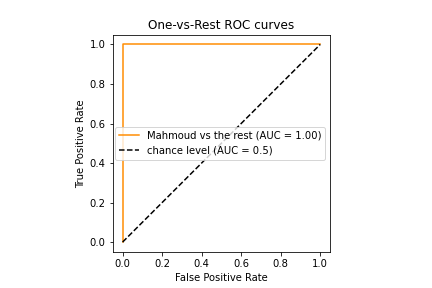 One-vs-Rest ROC curves
True Positive Rate
1.0
0.8
0.6
0.4
0.2
0.0
Mahmoud vs the rest (AUC = 1.00)
chance level (AUC = 0.5)
0.0 0.2 0.4 0.6 0.8 1.0
False Positive Rate